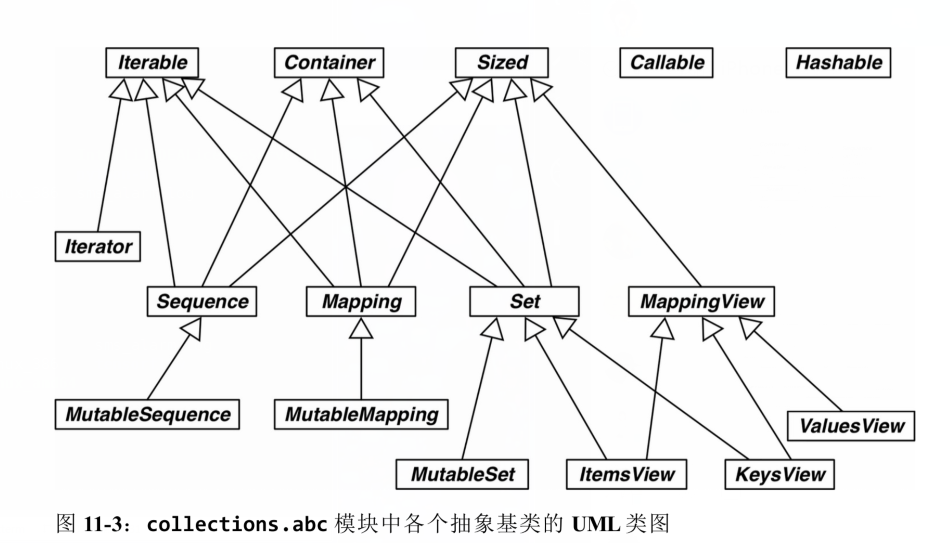 Iterable Container Sized Callable Hashable
Iterator
Sequence Mapping Set MappingView
MutableSequence MutableMapping ValuesView
MutableSet ItemsView KeysView
图 11-3：collections.abc 模块中各个抽象基类的 UML 类图